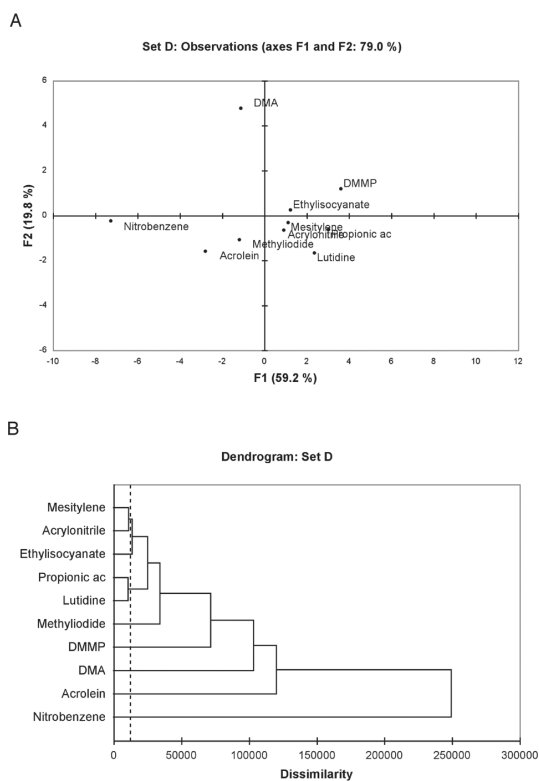 A
Set D: Observations (axes F1 and F2: 79.0 %)
6
4
2
0
-2
-4
-6
F2 (19.8 %)
DMA
DMMP
Ethylisocyanate
Mesitylene
Acrylonitrile
Propionic ac
Nitrobenzene
Methyliodide
Acrolein
Lutidine
-10 -8 -6 -4 -2 0 2 4 6 8 10 12
F1 (59.2 %)
B
Dendrogram: Set D
Mesitylene
Acrylonitrile
Ethylisocyanate
Propionic ac
Lutidine
Methyliodide
DMMP
DMA
Acrolein
Nitrobenzene
0 50000 100000 150000 200000 250000 300000
Dissimilarity